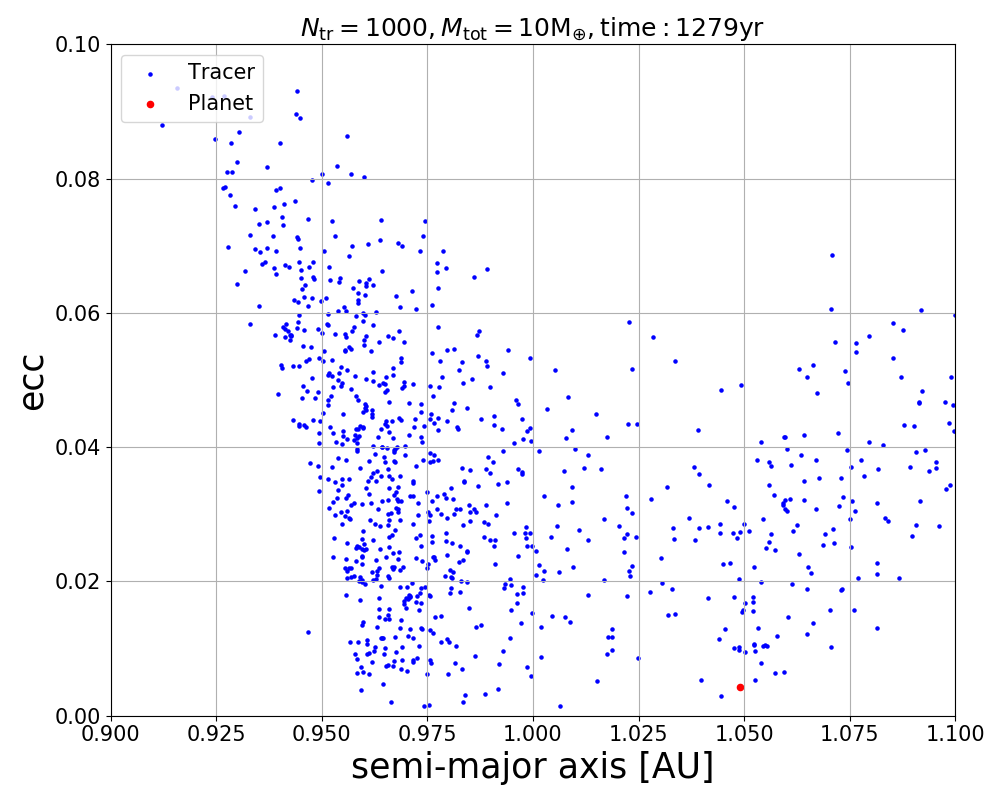 N_tr = 1000, M_tot = 10M_⊕, time : 1279yr
Tracer
Planet
ecc
0.10
0.08
0.06
0.04
0.02
0.00
0.900 0.925 0.950 0.975 1.000 1.025 1.050 1.075 1.100
semi-major axis [AU]